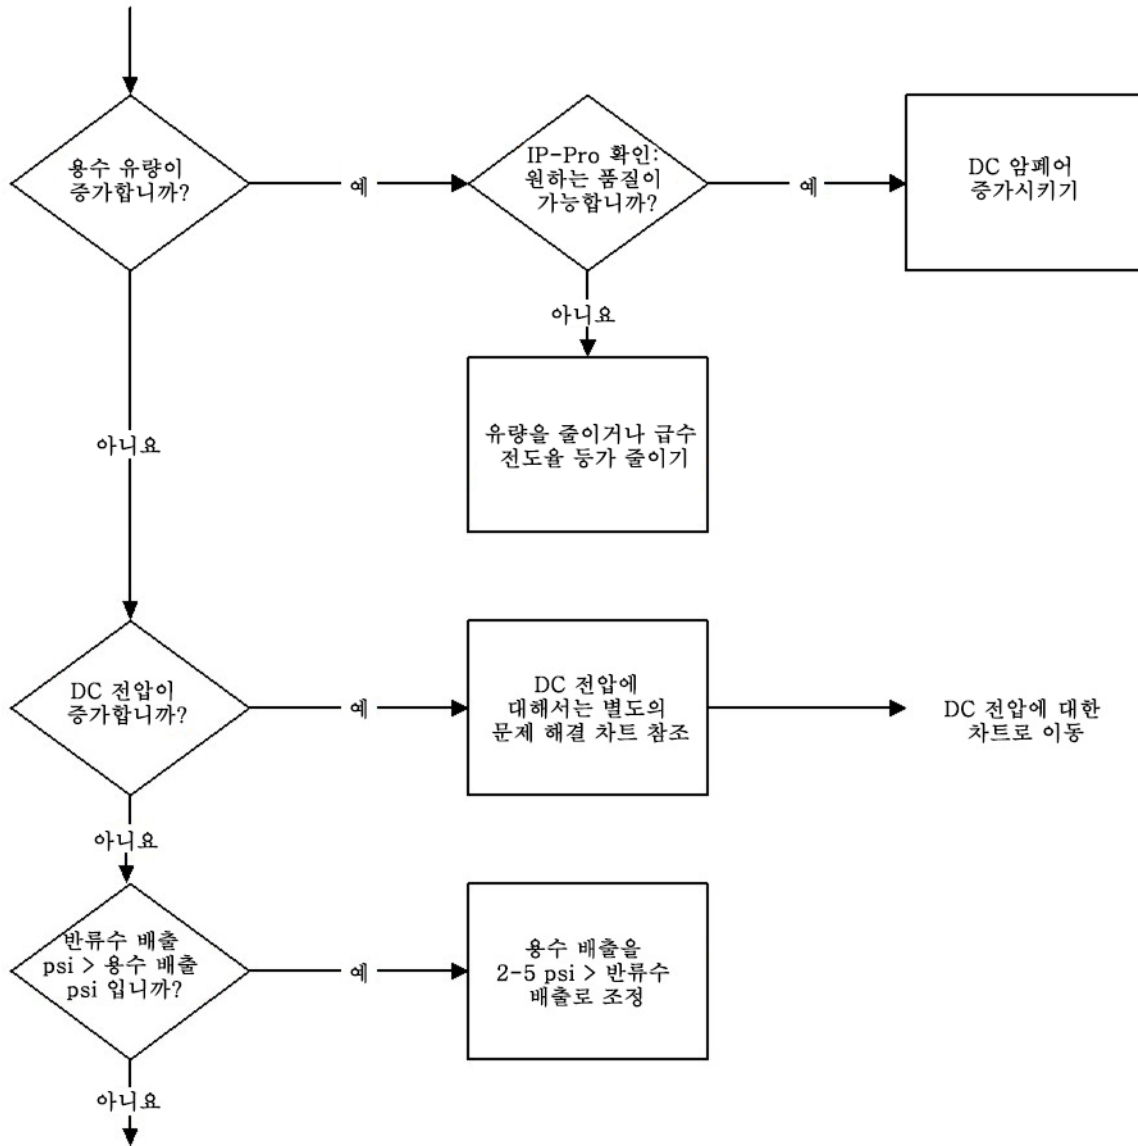 용수 유량이
증가합니까?
예
IP-Pro 확인:
원하는 품질이
가능합니까?
예
DC 암페어
증가시키기
아니요
유량을 줄이거나 급수
전도율 등가 줄이기
아니요
DC 전압이
증가합니까?
예
DC 전압에
대해서는 별도의
문제 해결 차트 참조
DC 전압에 대한
차트로 이동
아니요
반류수 배출
psi > 용수 배출
psi 입니까?
예
용수 배출을
2-5 psi > 반류수
배출로 조정
아니요